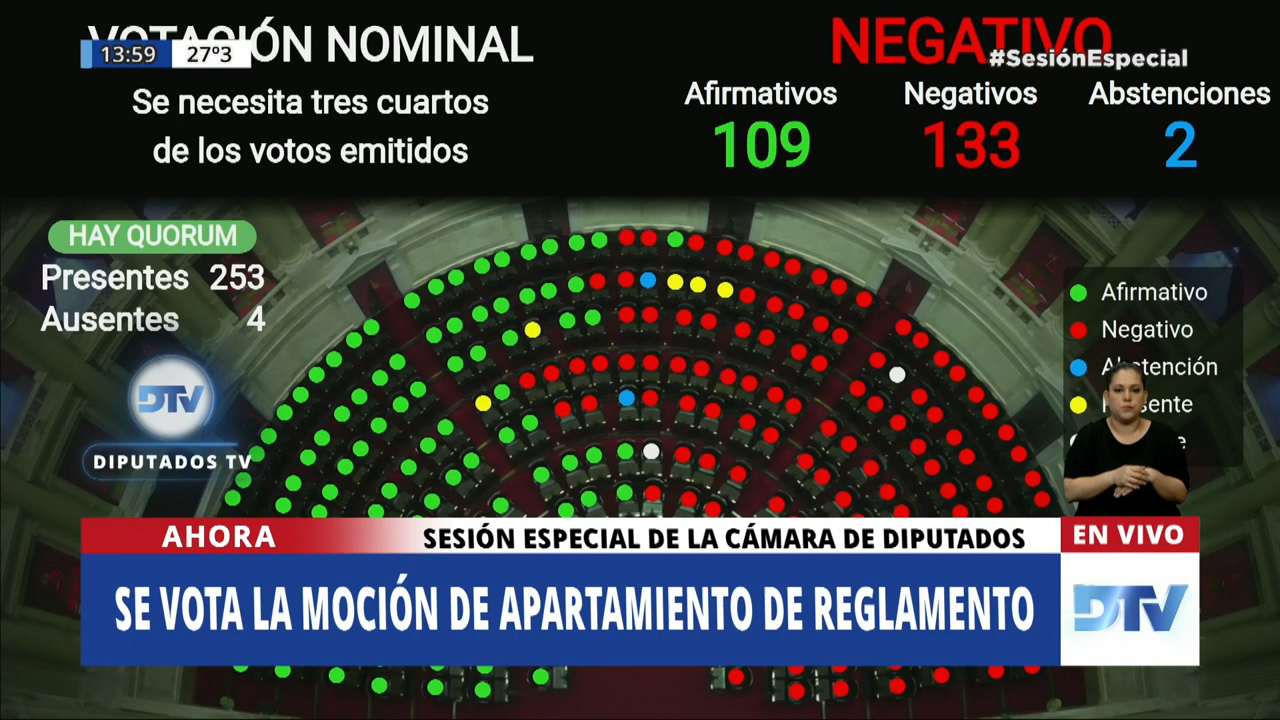 VOTACIÓN NOMINAL
13:59 27º3
Se necesita tres cuartos
de los votos emitidos
NEGATIVO
#SesiónEspecial
Afirmativos Negativos Abstenciones
109 133 2
HAY QUORUM
Presentes 253
Ausentes 4
DTV
DIPUTADOS TV
Afirmativo
Negativo
Abstención
AHORA
SESIÓN ESPECIAL DE LA CÁMARA DE DIPUTADOS
EN VIVO
SE VOTA LA MOCIÓN DE APARTAMIENTO DE REGLAMENTO
DTV